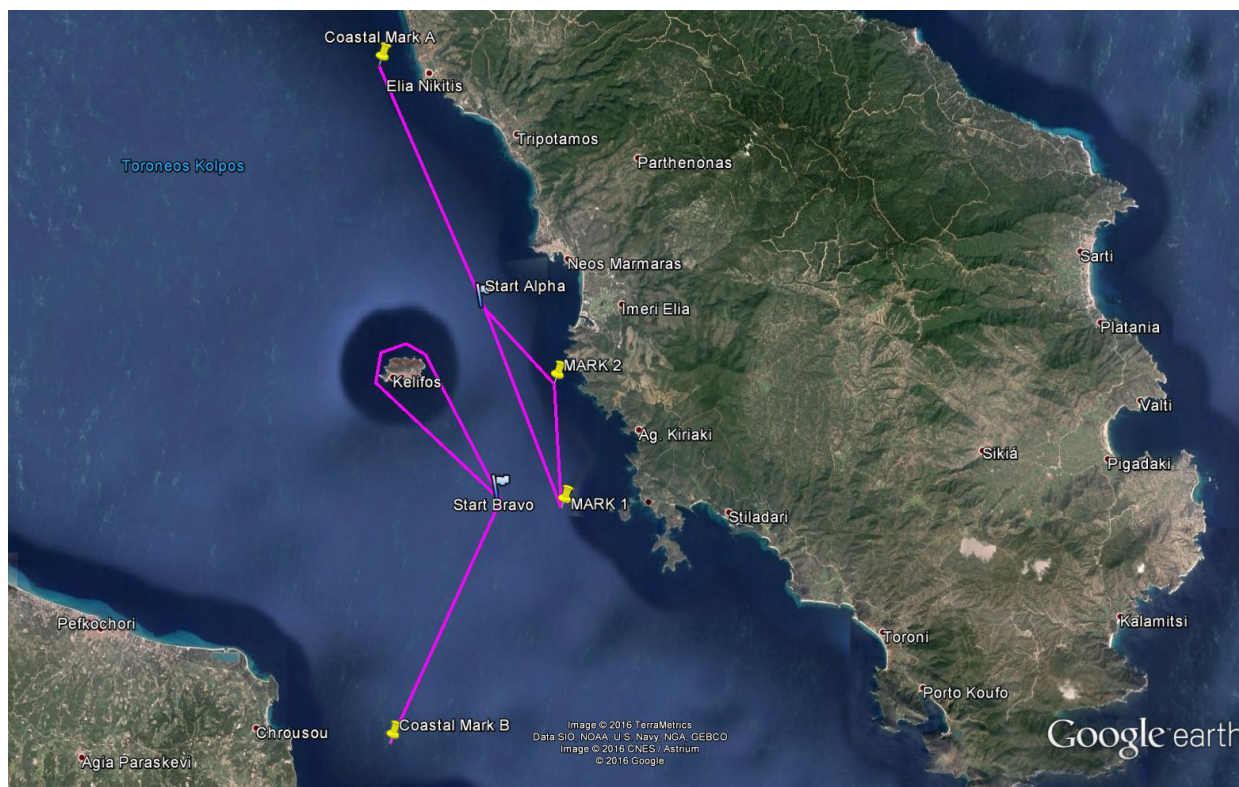 Coastal Mark A
Elia Nikitis
Tripotamos
Toroneos Kolpos
Parthenonas
Neos Marmaras
Sarti
Start Alpha
Imeri Elia
Platania
MARK 2
Kelifos
Valti
Ag. Kiriaki
Sikiá
Pigadaki
Start Bravo
MARK 1
Stiladari
Pefkochori
Kalamitsi
Toroni
Porto Koufo
Coastal Mark B
Chrousou
Agia Paraskevi
Image © 2016 TerraMetrics
Data SIO, NOAA, U.S. Navy, NGA, GEBCO
Image © 2016 CNES / Astrium
© 2016 Google
Google earth